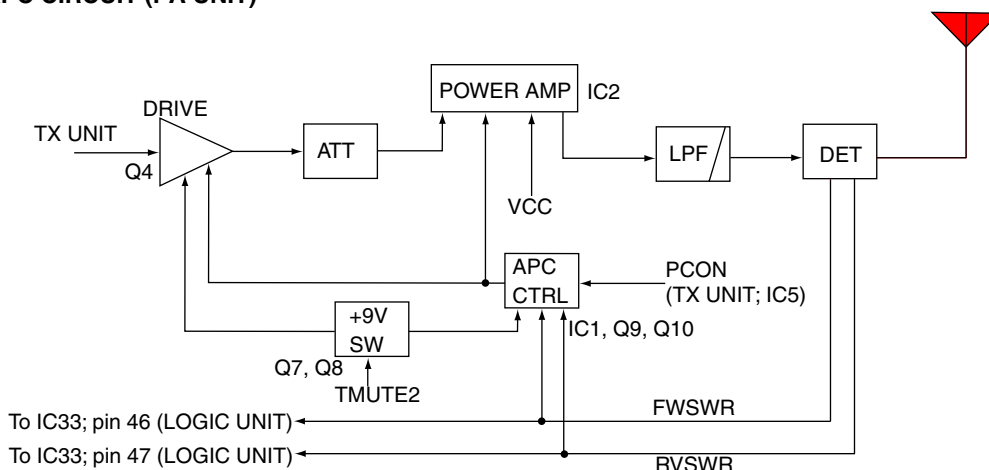 DRIVE
TX UNIT
Q4
ATT
POWER AMP
IC2
VCC
LPF
DET
APC
CTRL
PCON
(TX UNIT; IC5)
IC1, Q9, Q10
+9V
SW
Q7, Q8
TMUTE2
FWSWR
To IC33; pin 46 (LOGIC UNIT)
To IC33; pin 47 (LOGIC UNIT)
RVSWR